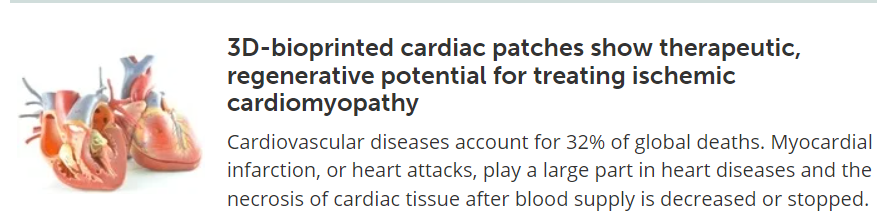 3D-bioprinted cardiac patches show therapeutic,
regenerative potential for treating ischemic
cardiomyopathy
Cardiovascular diseases account for 32% of global deaths. Myocardial
infarction, or heart attacks, play a large part in heart diseases and the
necrosis of cardiac tissue after blood supply is decreased or stopped.